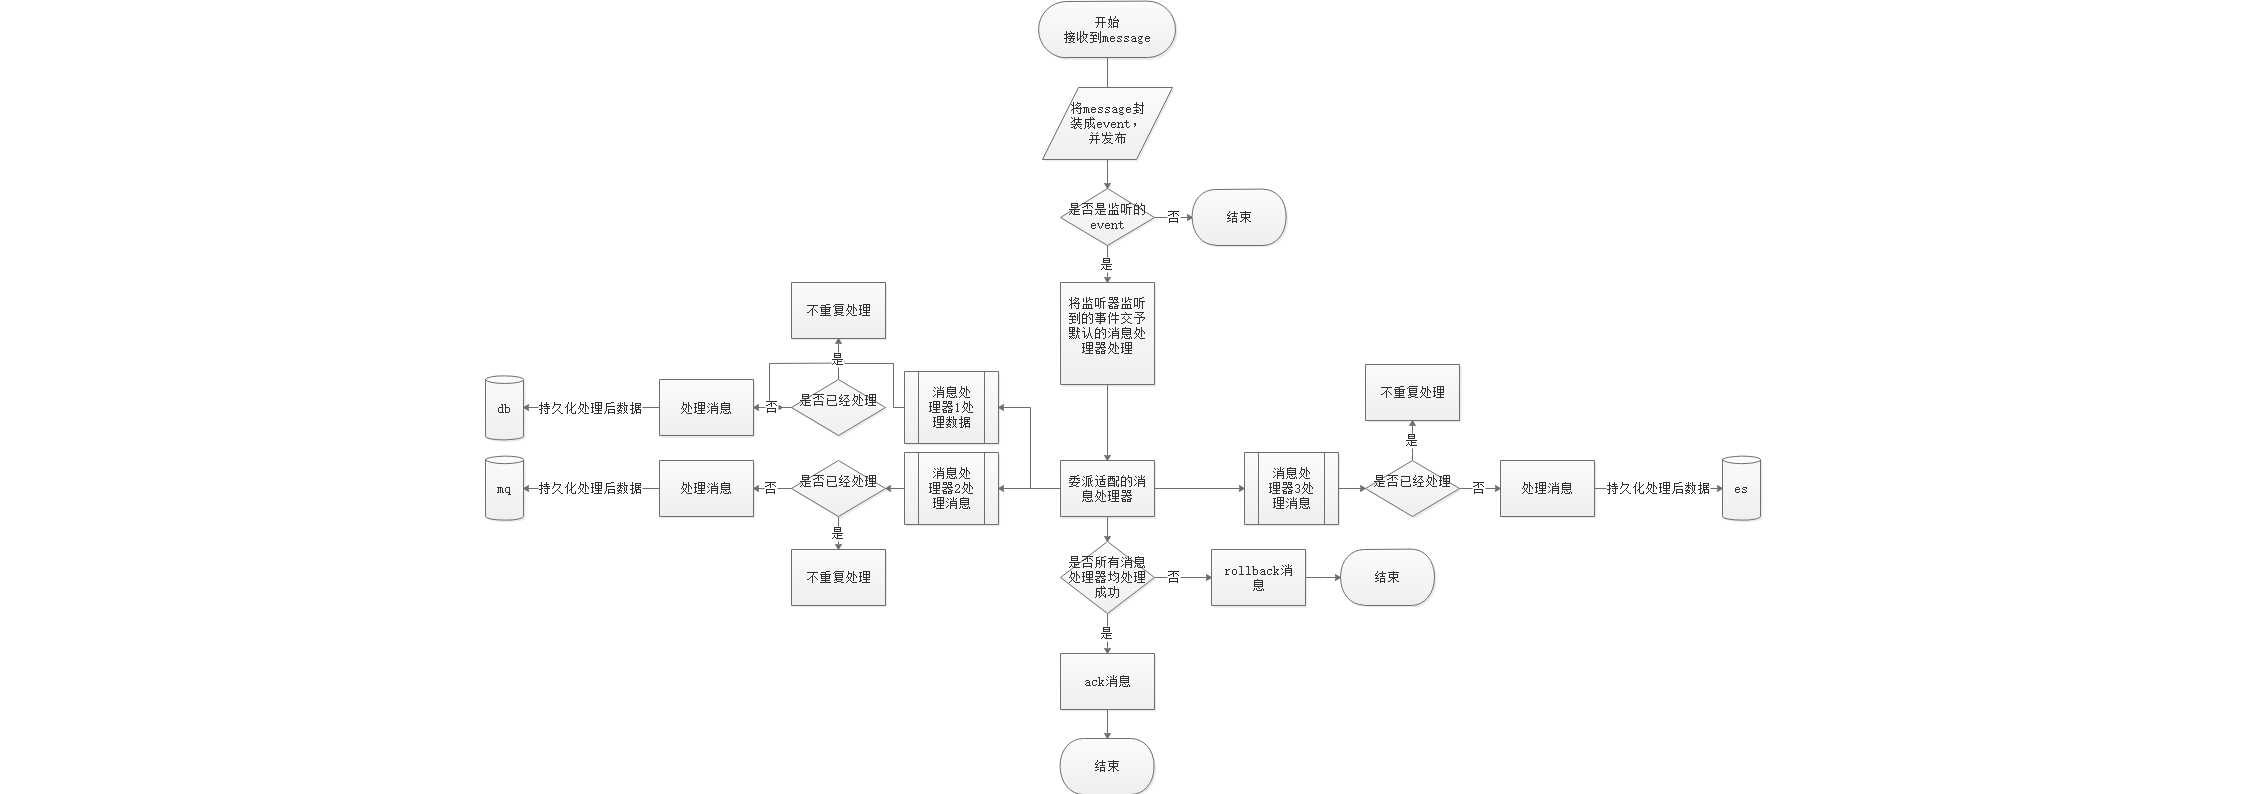 开始
接收到message
将message封
装成event，
并发布
是否是监听的
event
否
结束
是
将监听器监听
到的事件交予
默认的消息处
理器处理
不重复处理
是
db
持久化处理后数据
处理消息
否
是否已经处理
消息处
理器1处
理数据
不重复处理
是
mq
持久化处理后数据
处理消息
否
是否已经处理
消息处
理器2处
理消息
委派适配的消
息处理器
消息处
理器3处
理消息
是否已经处理
否
处理消息
持久化处理后数据
es
是
不重复处理
是否所有消息
处理器均处理
成功
否
rollback消
息
结束
是
ack消息
结束